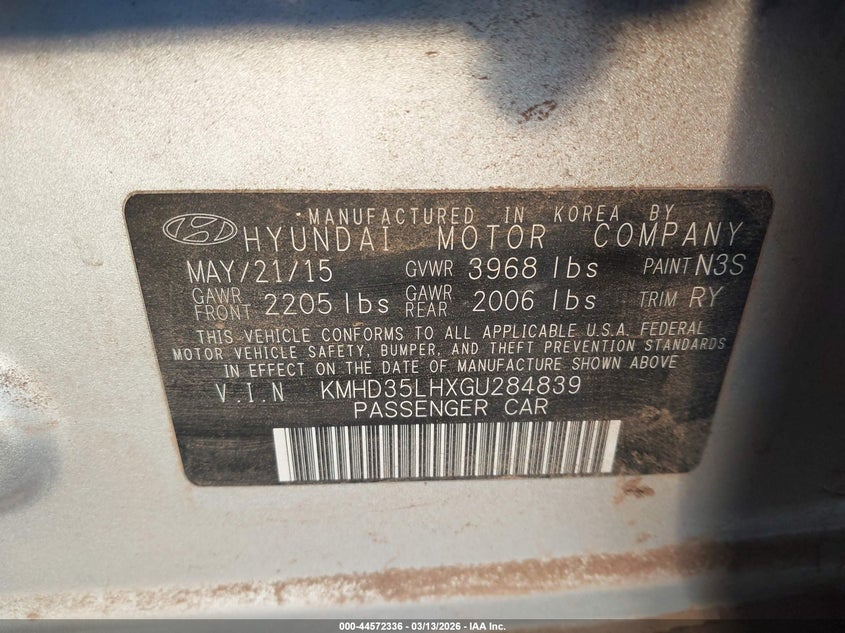 MANUFACTURED IN KOREA BY
HYUNDAI MOTOR COMPANY
MAY/21/15 GVWR 3968 lbs PAINT N3S
GAWR FRONT 2205 lbs GAWR REAR 2006 lbs TRIM RY
THIS VEHICLE CONFORMS TO ALL APPLICABLE U.S.A. FEDERAL
MOTOR VEHICLE SAFETY, BUMPER, AND THEFT PREVENTION STANDARDS
IN EFFECT ON THE DATE OF MANUFACTURE SHOWN ABOVE
V.I.N KMHD35LHXGU284839
PASSENGER CAR
000-44572336 - 03/13/2026 - IAA Inc.